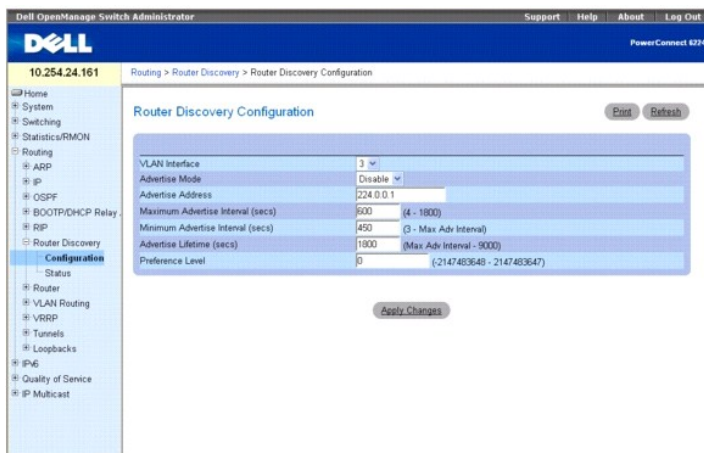 Dell OpenManage Switch Administrator
Support Help About Log Out
DELL
PowerConnect 6224
10.254.24.161
Routing > Router Discovery > Router Discovery Configuration
Home
System
Switching
Statistics/RMON
Routing
ARP
IP
OSPF
BOOTP/DHCP Relay
RIP
Router Discovery
Configuration
Status
Router
VLAN Routing
VRRP
Tunnels
Loopbacks
IPv6
Quality of Service
IP Multicast
Router Discovery Configuration
Print Refresh
VLAN Interface 3
Advertise Mode Disable
Advertise Address 224.0.0.1
Maximum Advertise Interval (secs) 600 (4 - 1800)
Minimum Advertise Interval (secs) 450 (3 - Max Adv Interval)
Advertise Lifetime (secs) 1800 (Max Adv Interval - 9000)
Preference Level 0 (-2147483648 - 2147483647)
Apply Changes